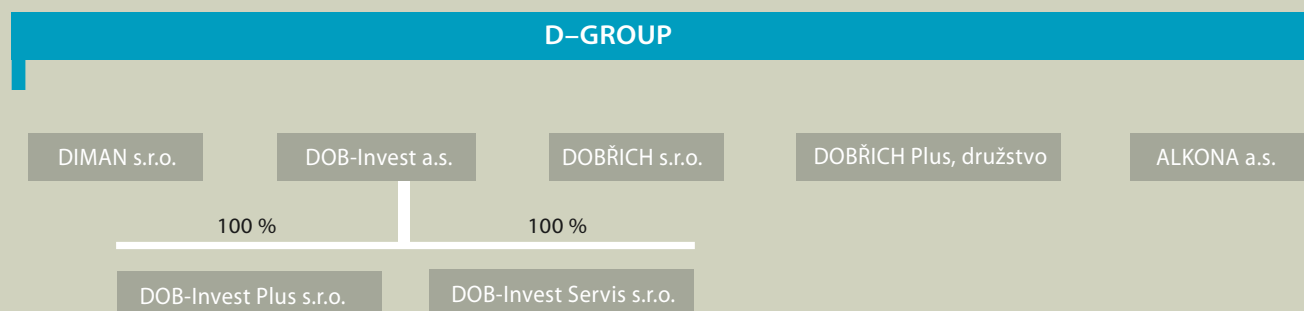 D–GROUP
DIMAN s.r.o.
DOB-Invest a.s.
DOBŘICH s.r.o.
DOBŘICH Plus, družstvo
ALKONA a.s.
100 %
100 %
DOB-Invest Plus s.r.o.
DOB-Invest Servis s.r.o.